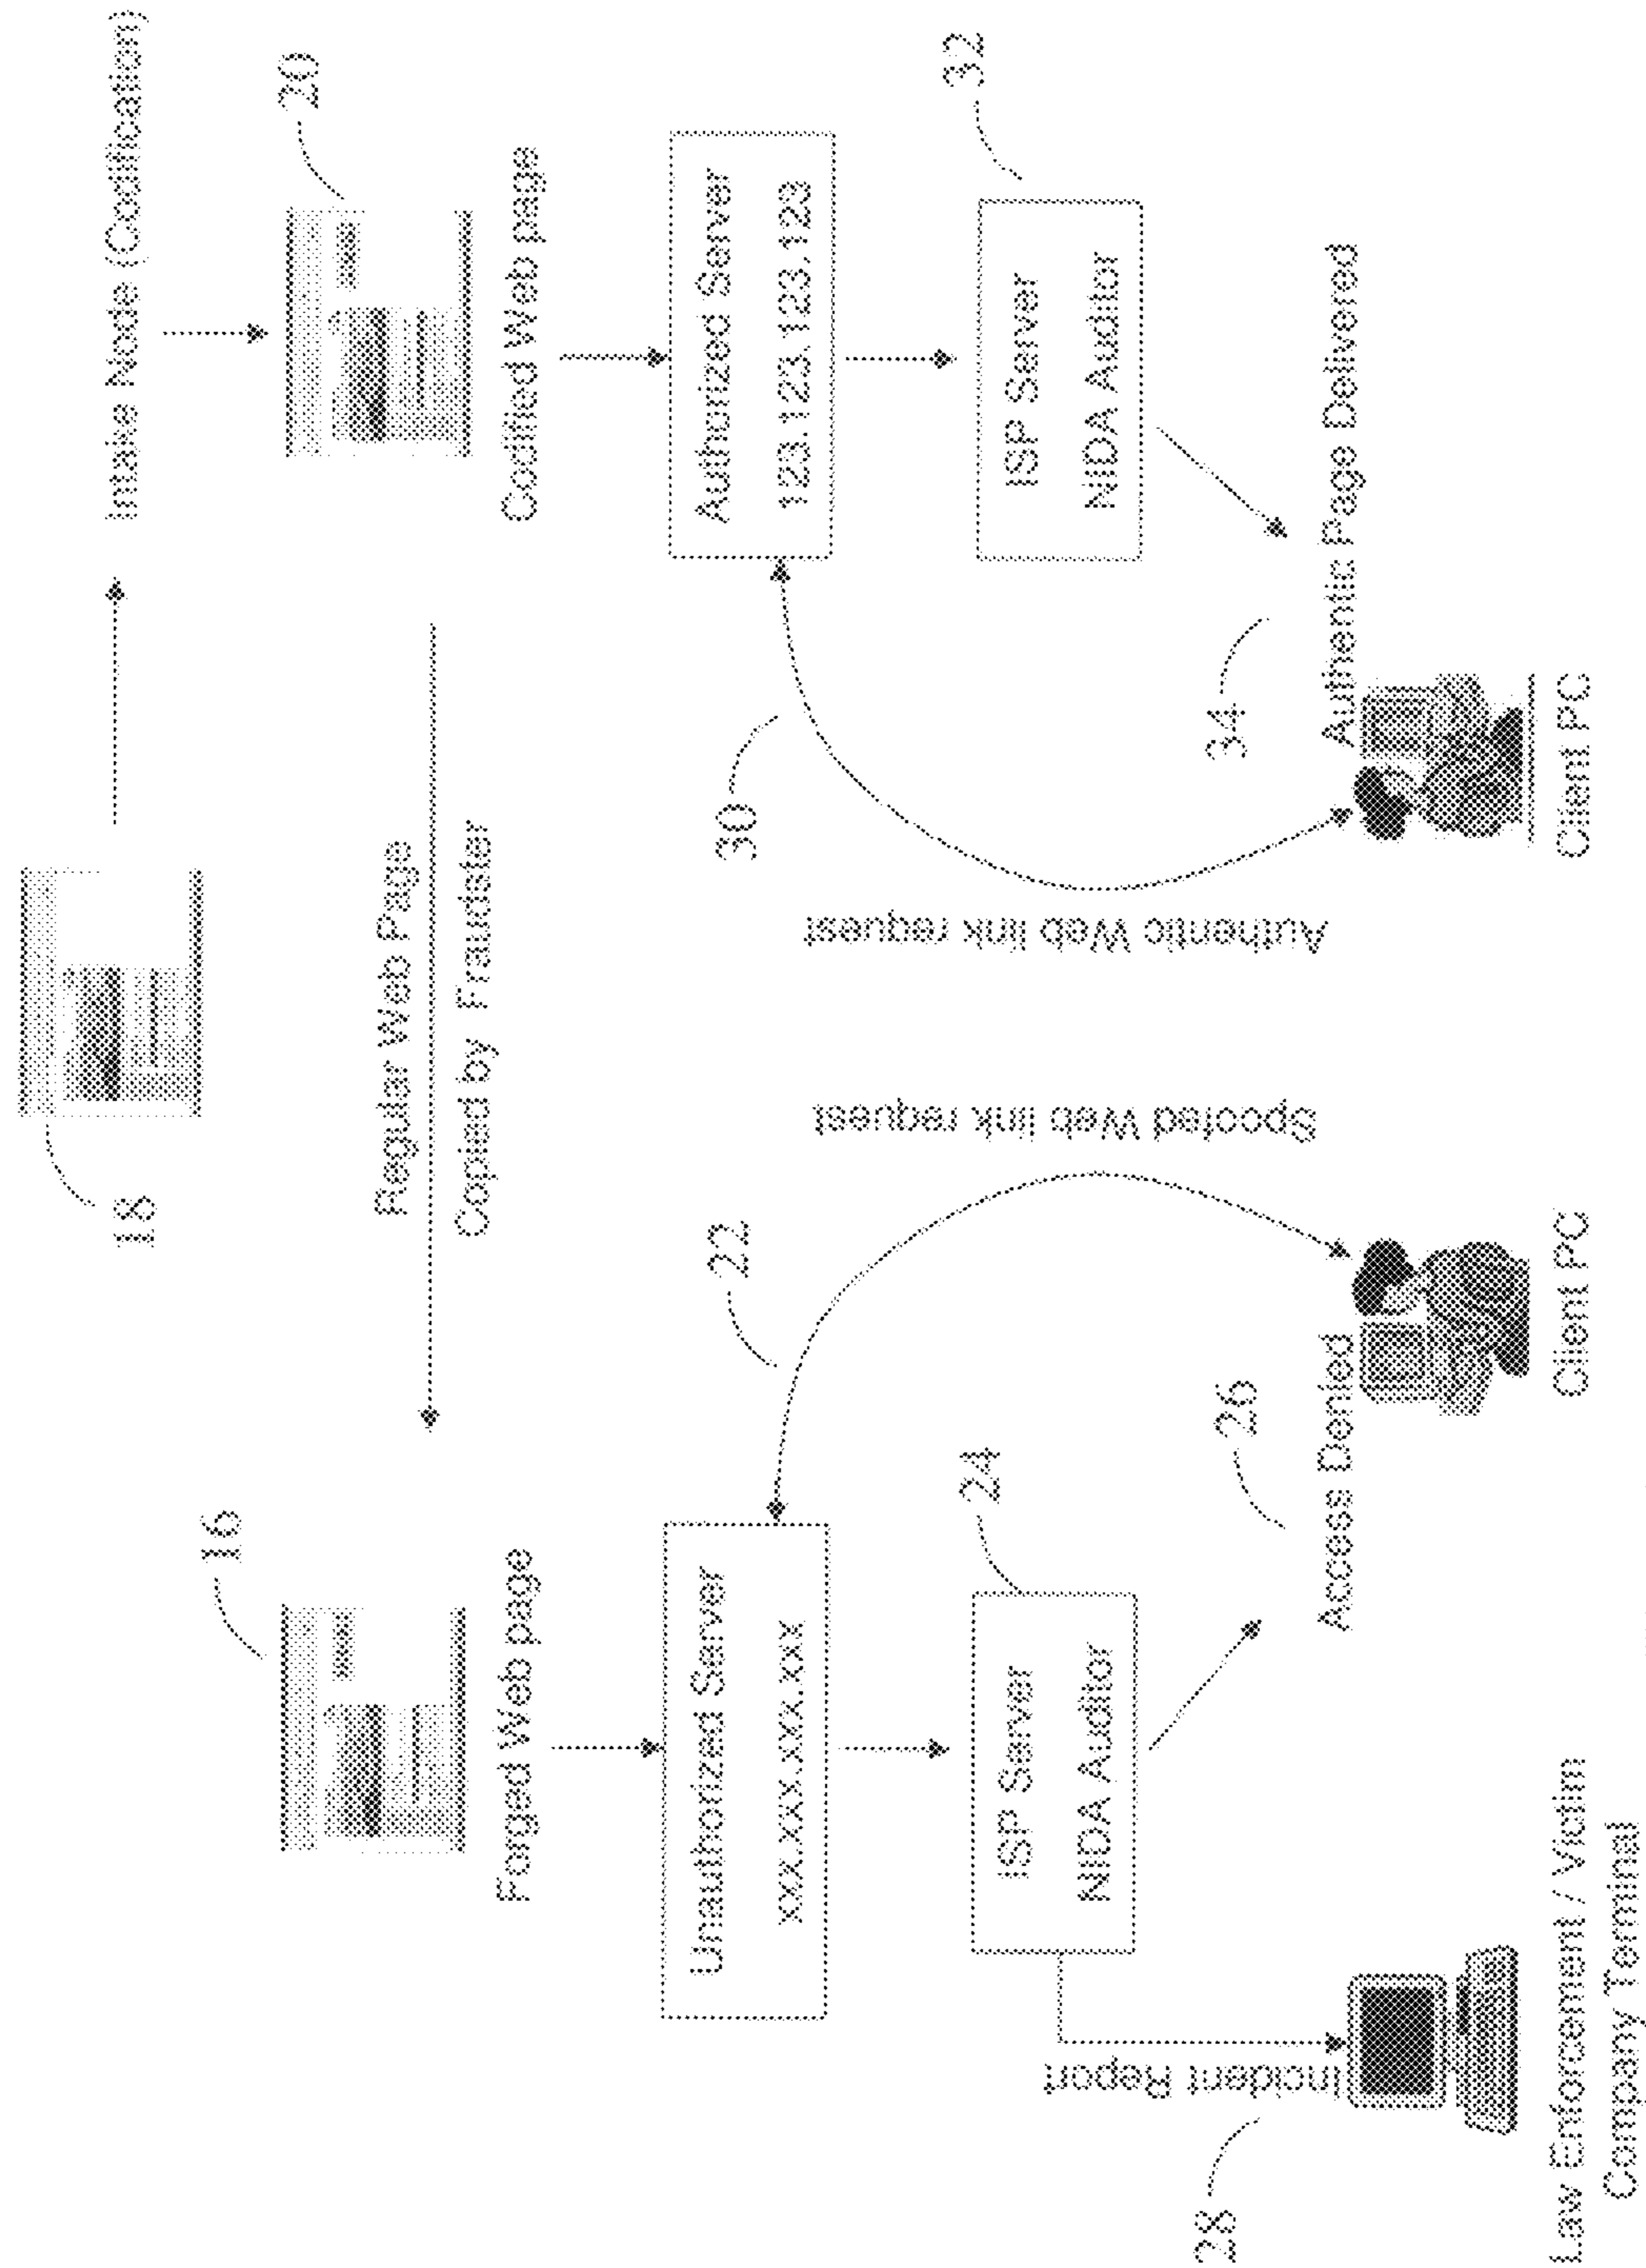 18
Intake Node (Codification)
16
20
Regular Web Page
Copied by Fraudster
Forged Web page
Codified Web page
22
30
Unauthorized Server
xxx.xxx.xxx.xxx
Authorized Server
123.123.123.123
Spoofed Web link request
Authentic Web link request
24
32
ISP Server
NIDA Auditor
ISP Server
NIDA Auditor
Incident Report
28
26
34
Access Denied
Authentic Page Delivered
Law Enforcement / Victim
Company Terminal
Client PC
Client PC